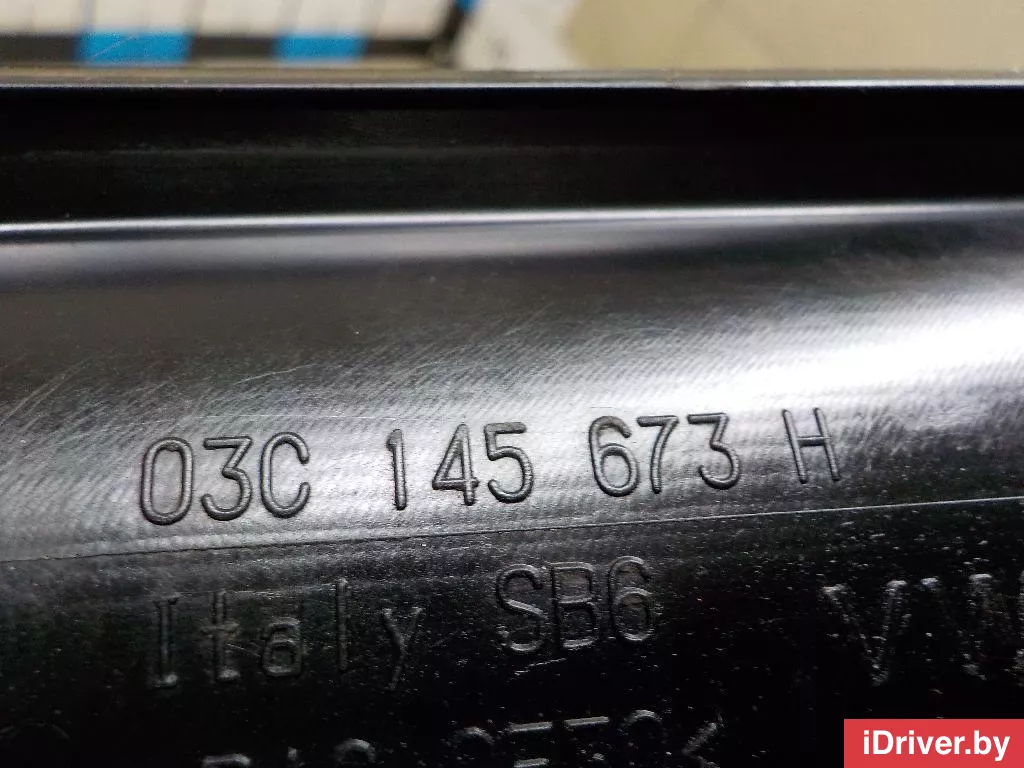 03C 145 673 H
Italy SB6
iDriver.by